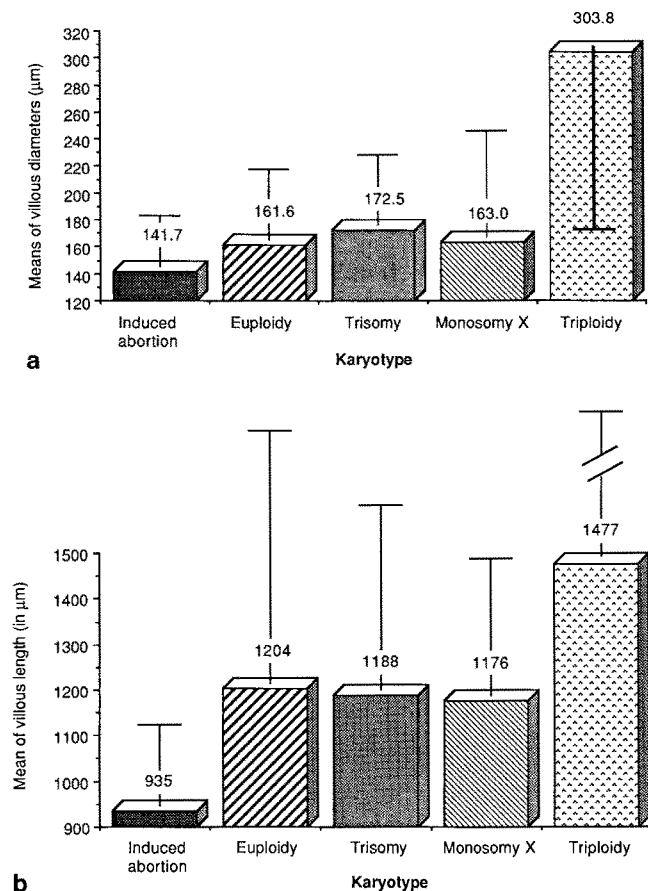 303.8
320
300
280
260
240
220
200
180
160
140
120
Means of villous diameters (μm)
141.7
161.6
172.5
163.0
Induced abortion
Euploidy
Trisomy
Monosomy X
Triploidy
a
Karyotype
1500
1400
1300
1200
1100
1000
900
Mean of villous length (in μm)
935
1204
1188
1176
1477
Induced abortion
Euploidy
Trisomy
Monosomy X
Triploidy
b
Karyotype